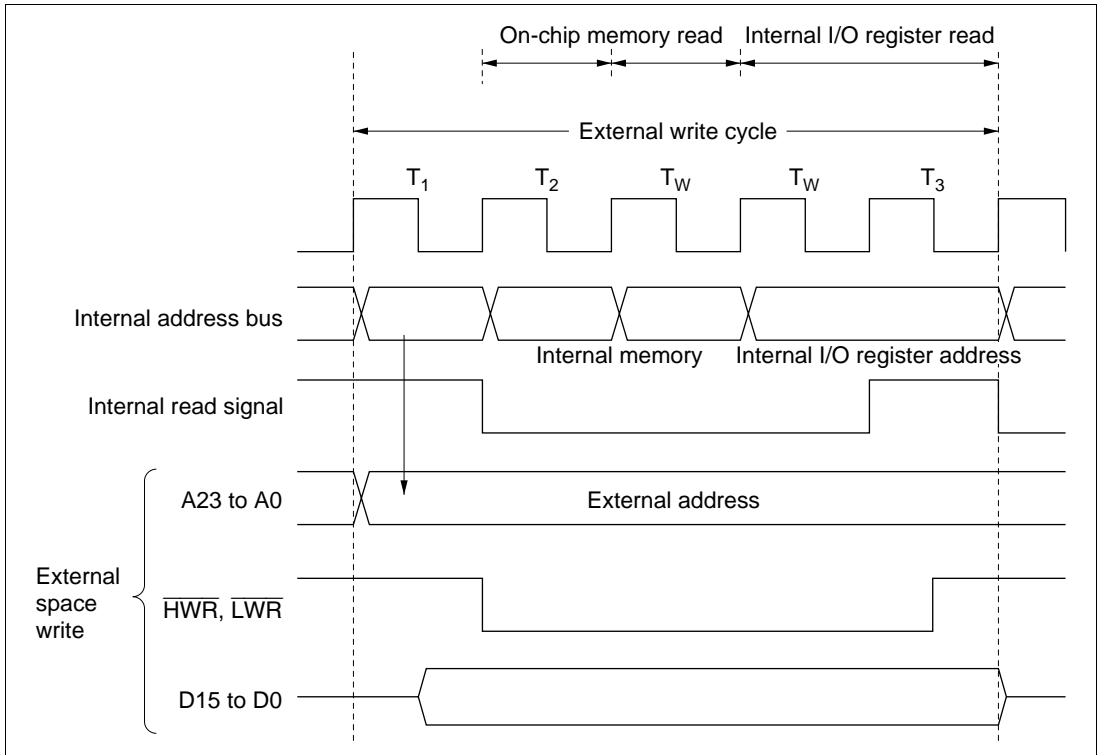 On-chip memory read Internal I/O register read
External write cycle
T1 T2 TW TW T3
Internal address bus
Internal memory Internal I/O register address
Internal read signal
A23 to A0 External address
External
space
write
HWR, LWR
D15 to D0